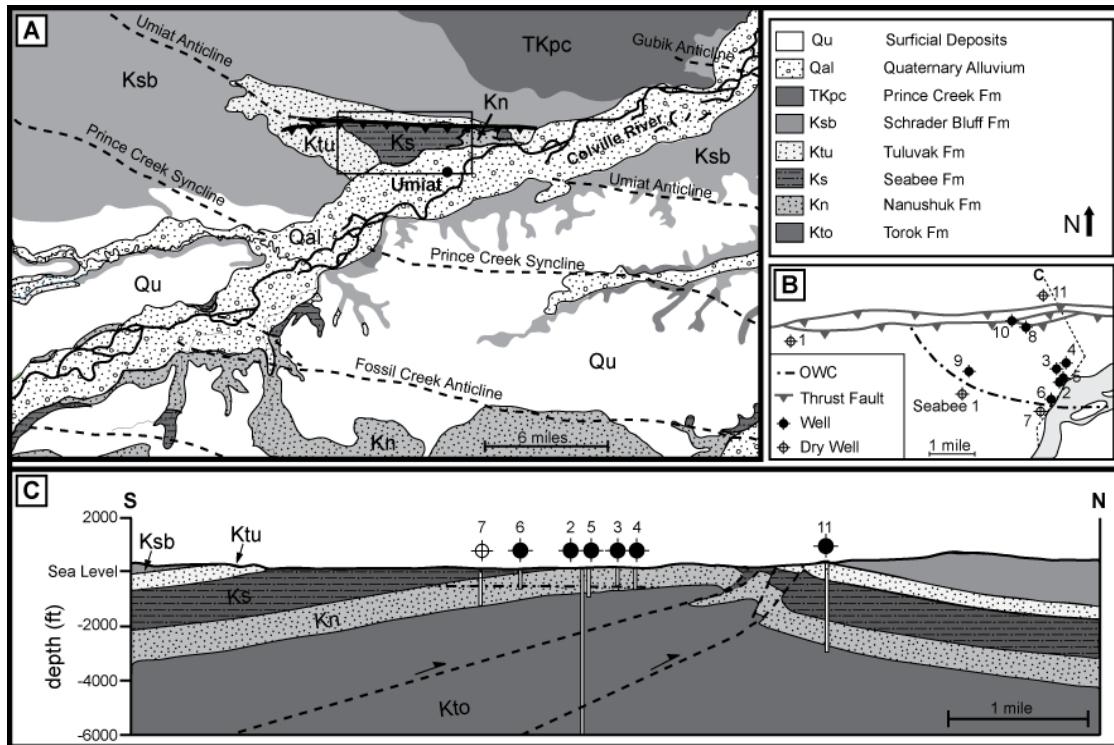 A
Umiat Anticline
TKpc
Gubik Anticline
Ksb
Kn
Ktu
Ks
Colville River
Ksb
Umiat
Umiat Anticline
Prince Creek Syncline
Qal
Prince Creek Syncline
Qu
Qu
Fossil Creek Anticline
Kn
6 miles
Qu Surficial Deposits
Qal Quaternary Alluvium
TKpc Prince Creek Fm
Ksb Schrader Bluff Fm
Ktu Tuluvak Fm
Ks Seabee Fm
Kn Nanushuk Fm
Kto Torok Fm
N
B
C
11
1
10
8
4
3
9
5
6
2
Seabee 1
7
OWC
Thrust Fault
Well
Dry Well
1 mile
C
S
N
2000
Sea Level
-2000
-4000
-6000
depth (ft)
Ksb
Ktu
7
6
2
5
3
4
11
Ks
Kn
Kto
1 mile